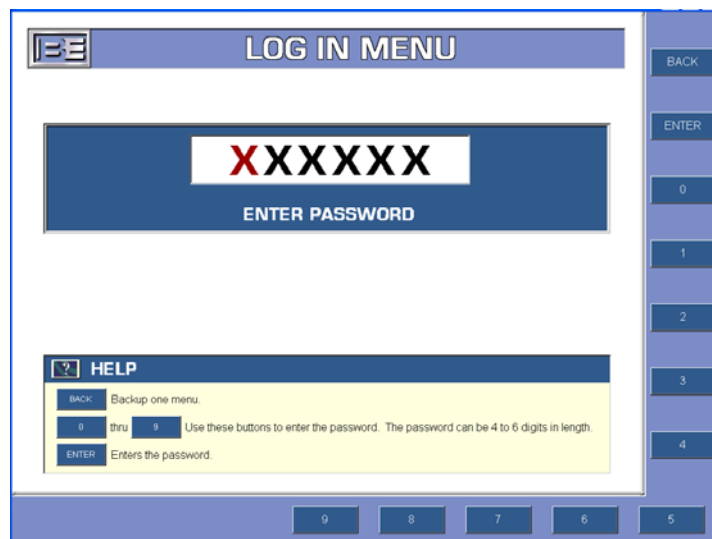 BE
LOG IN MENU
BACK
ENTER
XXXXXX
0
ENTER PASSWORD
1
2
? HELP
3
BACK Backup one menu.
0 thru 9 Use these buttons to enter the password. The password can be 4 to 6 digits in length.
4
ENTER Enters the password.
9 8 7 6 5